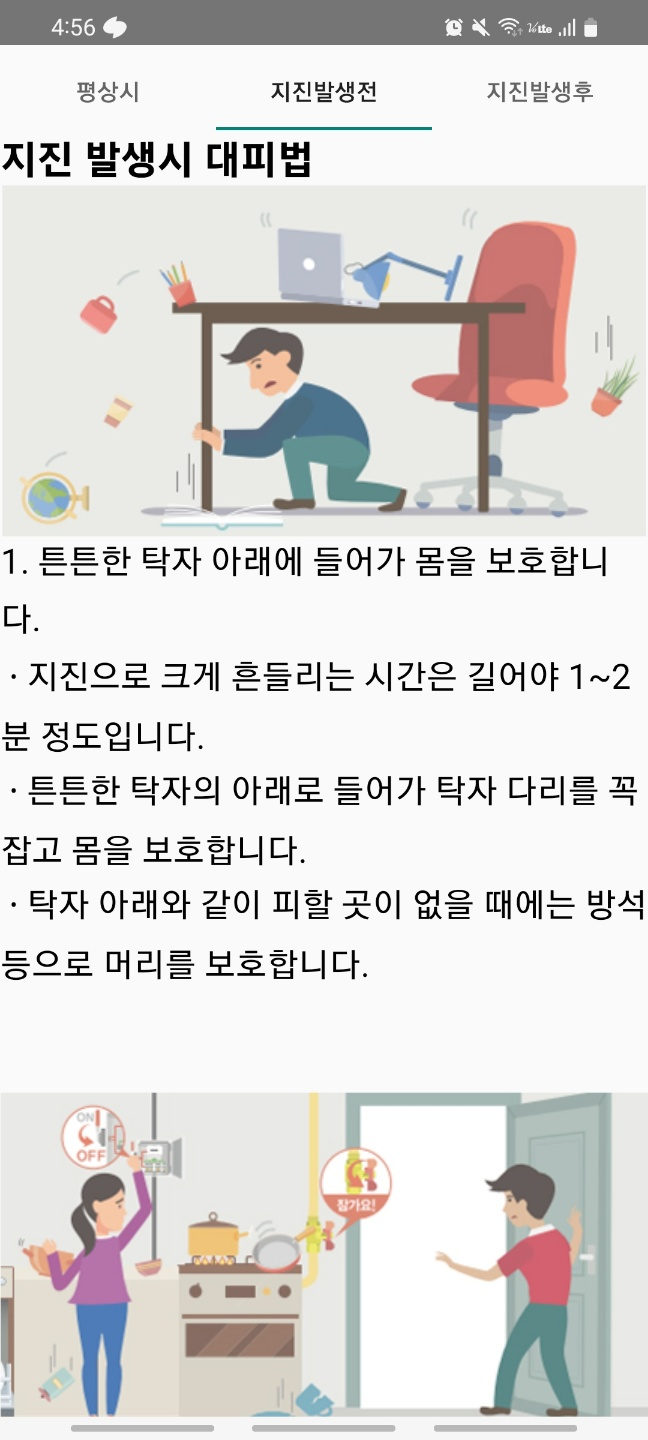 4:56
평상시 지진발생전 지진발생후
지진 발생시 대피법
1. 튼튼한 탁자 아래에 들어가 몸을 보호합니
다.
· 지진으로 크게 흔들리는 시간은 길어야 1~2
분 정도입니다.
· 튼튼한 탁자의 아래로 들어가 탁자 다리를 꼭
잡고 몸을 보호합니다.
· 탁자 아래와 같이 피할 곳이 없을 때에는 방석
등으로 머리를 보호합니다.
ON
OFF
잠가요!